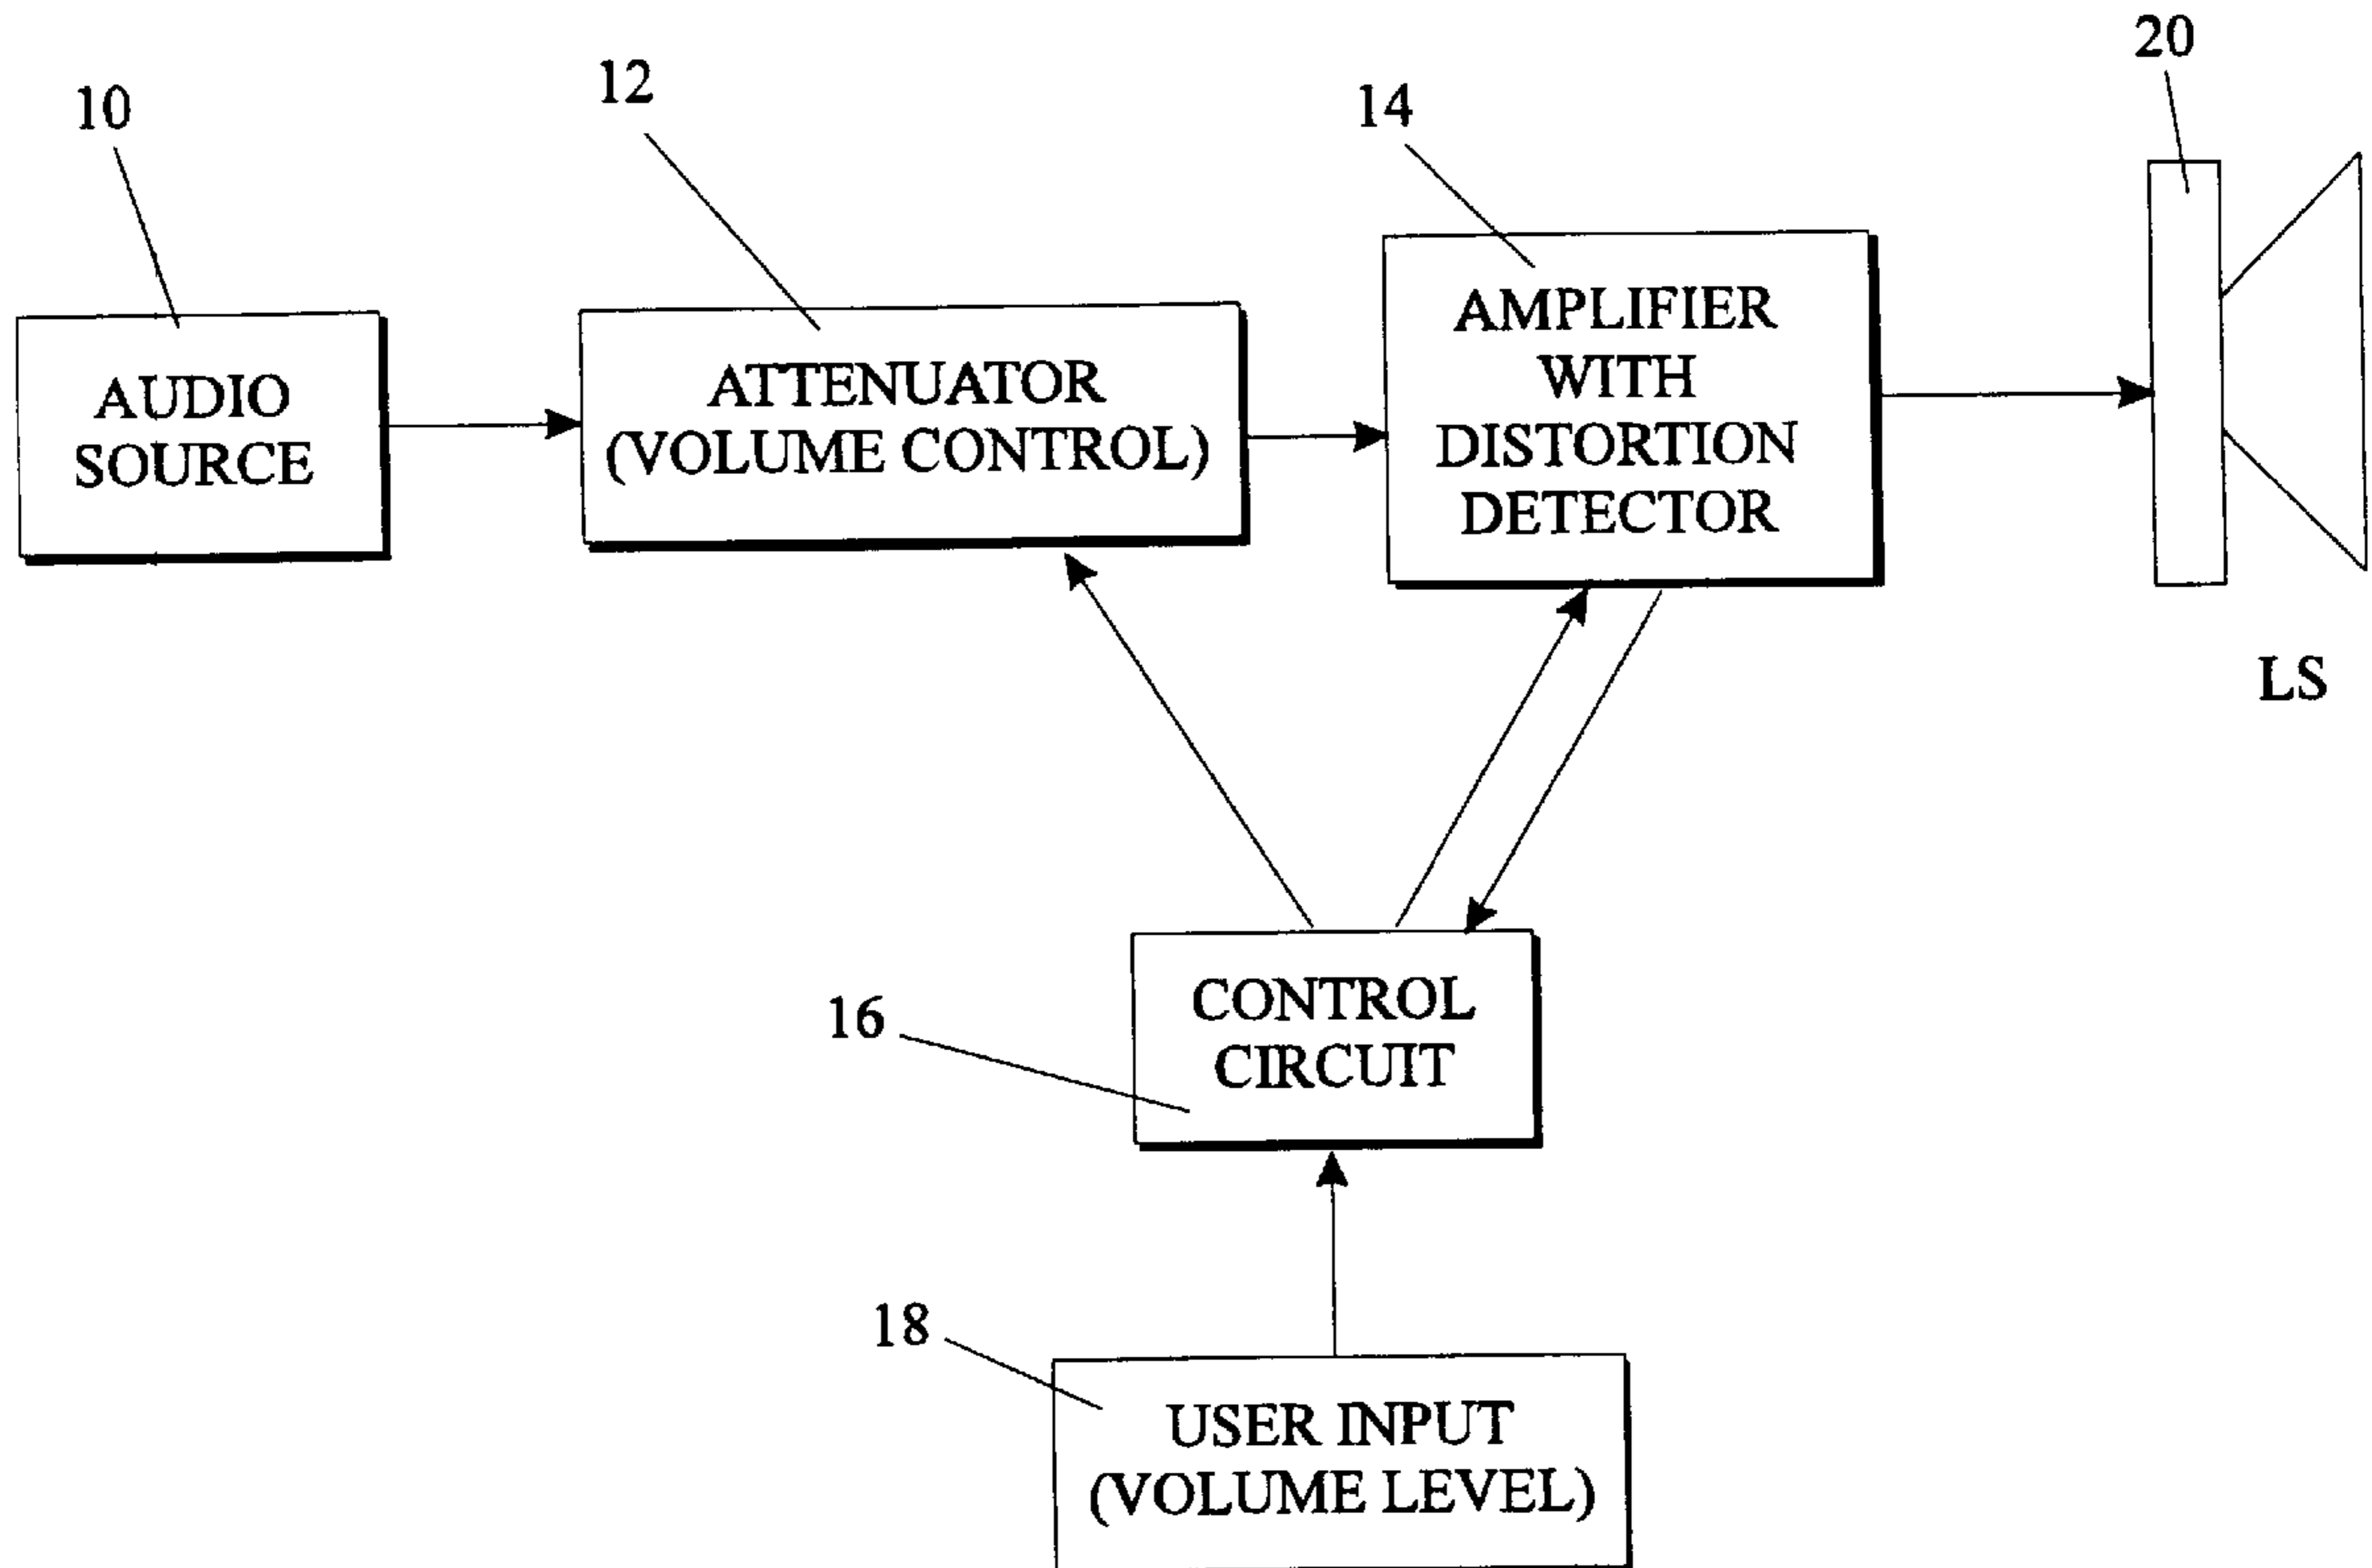 20
12
14
10
AMPLIFIER
WITH
DISTORTION
DETECTOR
ATTENUATOR
(VOLUME CONTROL)
AUDIO
SOURCE
LS
CONTROL
CIRCUIT
16
18
USER INPUT
(VOLUME LEVEL)